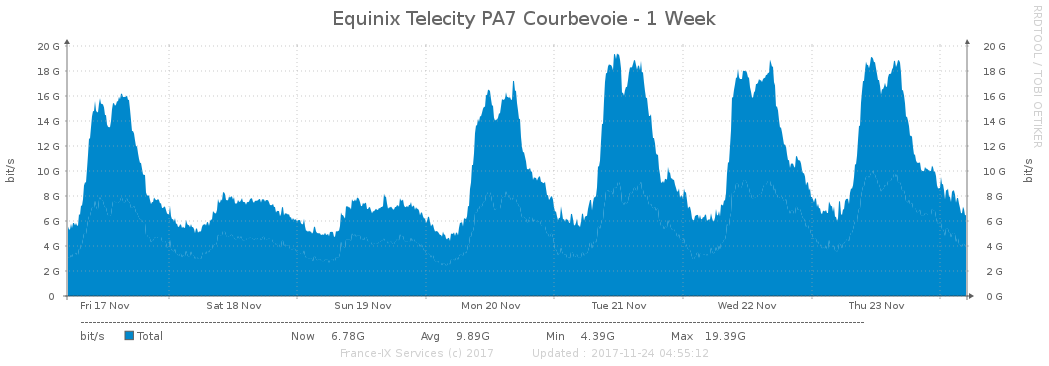 Equinix Telecity PA7 Courbevoie - 1 Week
RRDTOOL / TOBI OETIKER
bit/s
20 G
18 G
16 G
14 G
12 G
10 G
8 G
6 G
4 G
2 G
0
20 G
18 G
16 G
14 G
12 G
10 G
8 G
6 G
4 G
2 G
0 G
bit/s
Fri 17 Nov Sat 18 Nov Sun 19 Nov Mon 20 Nov Tue 21 Nov Wed 22 Nov Thu 23 Nov
bit/s Total Now 6.78G Avg 9.89G Min 4.39G Max 19.39G
France-IX Services (c) 2017 Updated : 2017-11-24 04:55:12